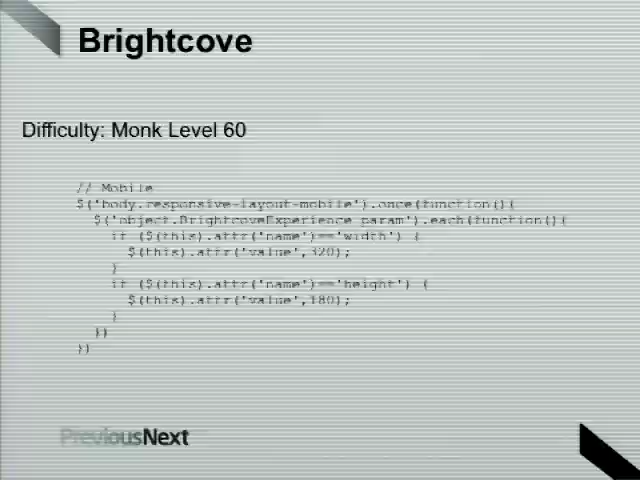 Brightcove
Difficulty: Monk Level 60
// Mobile
$('body.responsive-layout-mobile').once(function(){
$('object.BrightcoveExperience param').each(function(){
if ($(this).attr('name')=='width') {
$(this).attr('value',320);
}
if ($(this).attr('name')=='height') {
$(this).attr('value',180);
}
})
})
PreviousNext